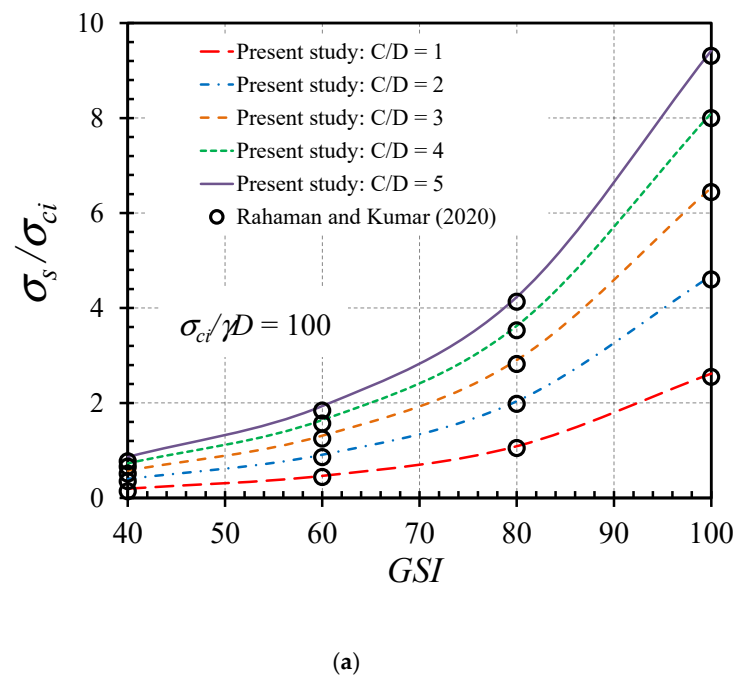 10
8
6
4
2
0
σs/σci
Present study: C/D = 1
Present study: C/D = 2
Present study: C/D = 3
Present study: C/D = 4
Present study: C/D = 5
Rahaman and Kumar (2020)
σci/γD = 100
40 50 60 70 80 90 100
GSI
(a)